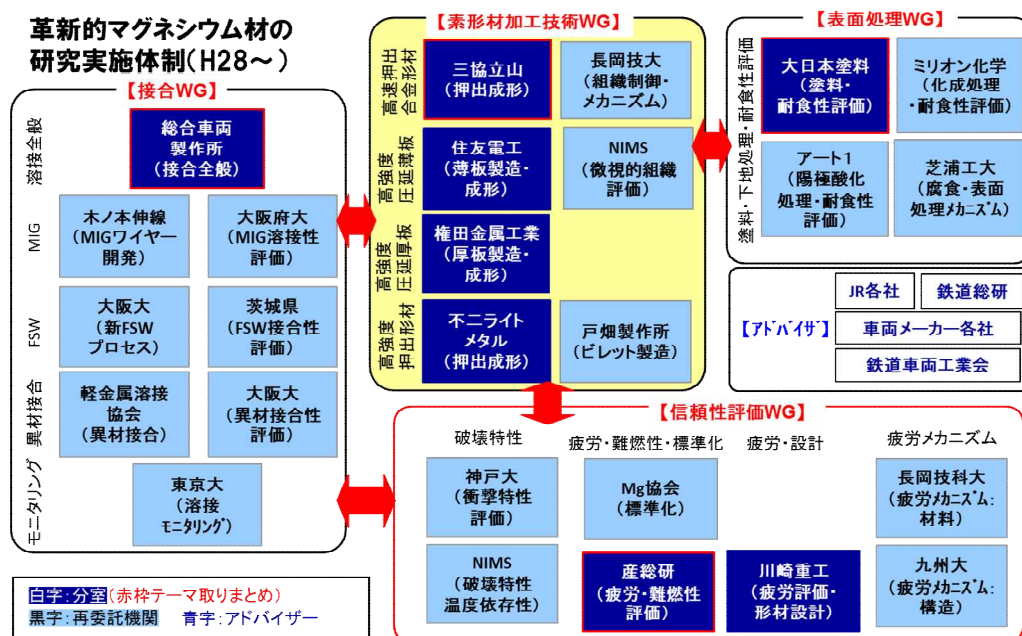 革新的マグネシウム材の
研究実施体制(H28～)
【接合WG】
溶接全般
総合車両
製作所
(接合全般)
MIG
木ノ本伸線
(MIGワイヤー
開発)
大阪府大
(MIG溶接性
評価)
FSW
大阪大
(新FSW
プロセス)
茨城県
(FSW接合性
評価)
異材接合
軽金属溶接
協会
(異材接合)
大阪大
(異材接合性
評価)
モニタリング
東京大
(溶接
ﾓﾆﾀﾘﾝｸﾞ)
【素形材加工技術WG】
高速押出
合金形材
三協立山
(押出成形)
長岡技大
(組織制御・
メカニズム)
高強度
圧延薄板
住友電工
(薄板製造・
成形)
NIMS
(微視的組織
評価)
高強度
圧延厚板
権田金属工業
(厚板製造・
成形)
高強度
押出形材
不二ライト
メタル
(押出成形)
戸畑製作所
(ビレット製造)
【表面処理WG】
塗料・下地処理・耐食性評価
大日本塗料
(塗料・
耐食性評価)
ミリオン化学
(化成処理
・耐食性評価)
アート1
(陽極酸化
処理・耐食性
評価)
芝浦工大
(腐食・表面
処理ﾒｶﾆｽﾞﾑ)
【ｱﾄﾞﾊﾞｲｻﾞ】
JR各社
鉄道総研
車両メーカー各社
鉄道車両工業会
【信頼性評価WG】
破壊特性
疲労・難燃性・標準化
疲労・設計
疲労メカニズム
神戸大
(衝撃特性
評価)
Mg協会
(標準化)
長岡技科大
(疲労ﾒｶﾆｽﾞﾑ:
材料)
NIMS
(破壊特性
温度依存性)
産総研
(疲労・難燃性
評価)
川崎重工
(疲労評価・
形材設計)
九州大
(疲労ﾒｶﾆｽﾞﾑ:
構造)
白字:分室(赤枠テーマ取りまとめ)
黒字:再委託機関 青字:アドバイザー